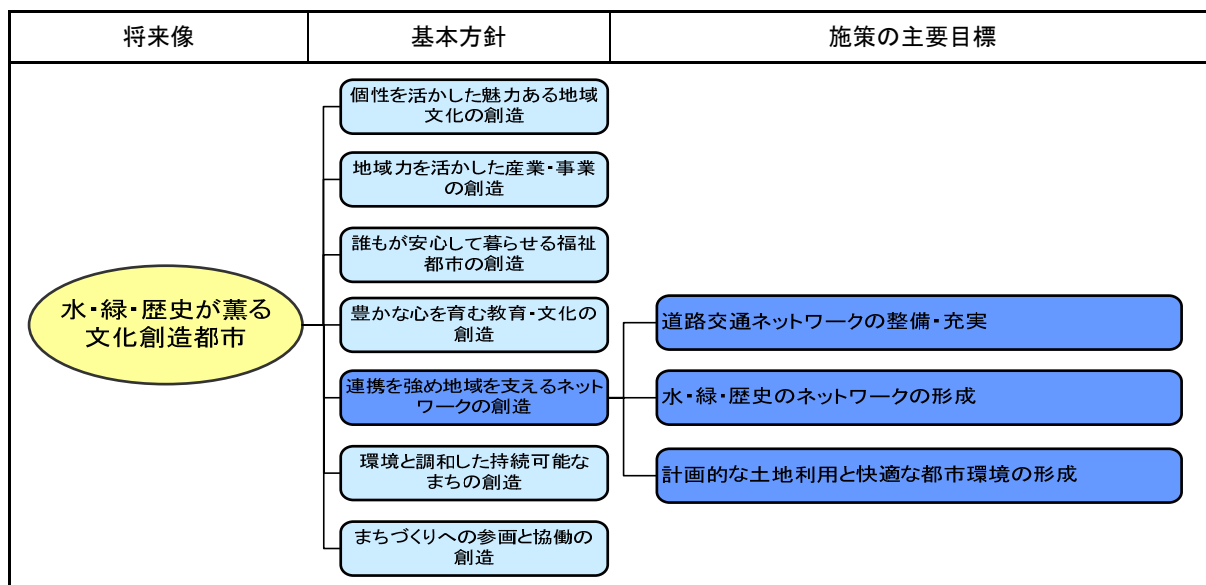 将来像
基本方針
施策の主要目標
水・緑・歴史が薫る
文化創造都市
個性を活かした魅力ある地域
文化の創造
地域力を活かした産業・事業
の創造
誰もが安心して暮らせる福祉
都市の創造
豊かな心を育む教育・文化の
創造
連携を強め地域を支えるネット
ワークの創造
環境と調和した持続可能な
まちの創造
まちづくりへの参画と協働の
創造
道路交通ネットワークの整備・充実
水・緑・歴史のネットワークの形成
計画的な土地利用と快適な都市環境の形成